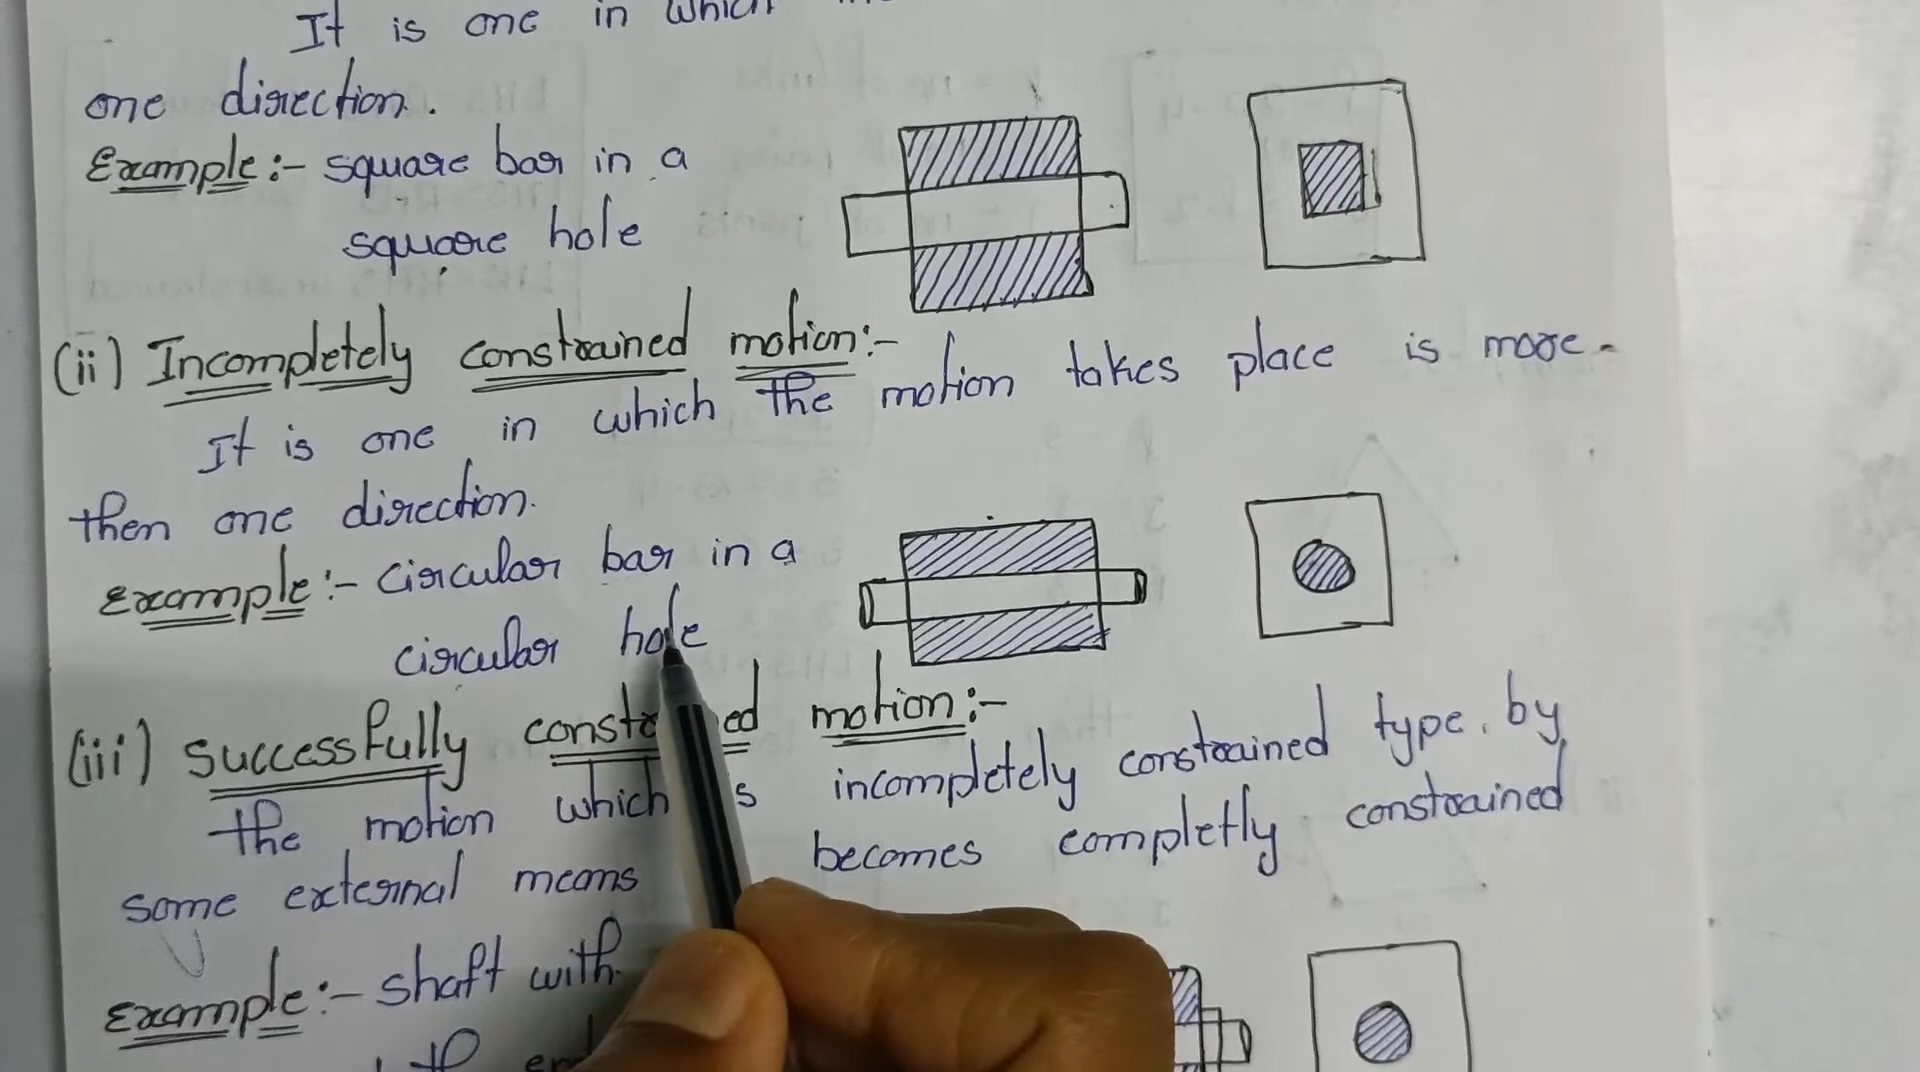 It is one in which
one direction.
Example:- square bar in a
square hole
(ii) Incompletely constrained motion:-
It is one in which the motion takes place is more
then one direction.
Example:- circular bar in a
circular hole
(iii) Successfully motion:-
the motion which incompletely constrained type. by
some external means becomes completly constrained
Example:- shaft with